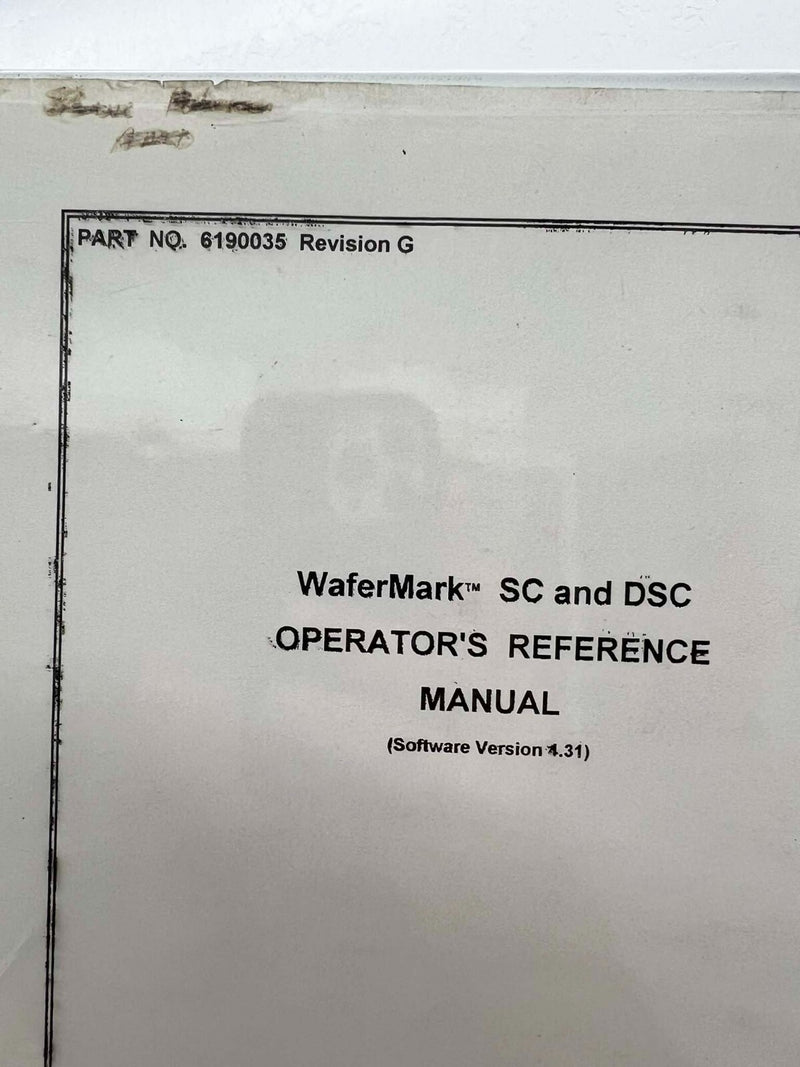 PART NO. 6190035 Revision G
WaferMark™ SC and DSC
OPERATOR'S REFERENCE
MANUAL
(Software Version 4.31)